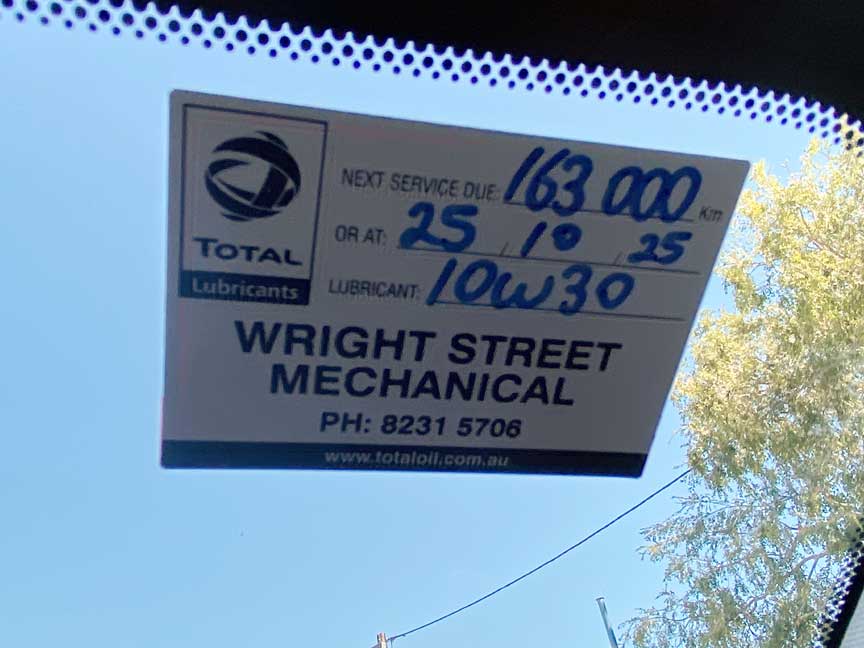 TOTAL
Lubricants
NEXT SERVICE DUE: 163 000 Km
OR AT: 25 / 10 / 25
LUBRICANT: 10W30
WRIGHT STREET
MECHANICAL
PH: 8231 5706
www.totaloil.com.au